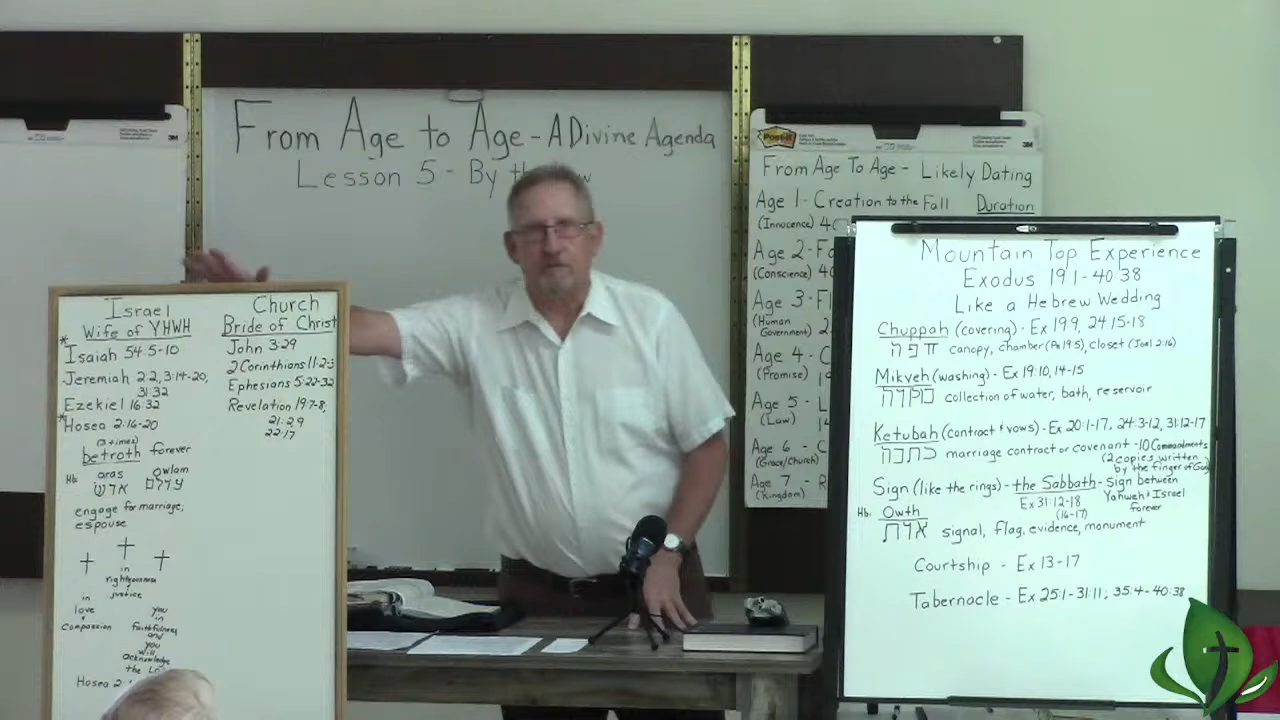 From Age to Age - A Divine Agenda
Lesson 5 - By
From Age To Age - Likely Dating
Age 1 - Creation to the Fall Duration
(Innocence)
Age 2 -
(Conscience)
Age 3 -
(Human
Government)
Age 4 -
(Promise)
Age 5 -
(Law)
Age 6 -
(Grace/Church)
Age 7 -
(Kingdom)
Israel
Wife of YHWH
* Isaiah 54:5-10
Jeremiah 2:2, 3:14-20,
31:32
Ezekiel 16:32
* Hosea 2:16-20
(3 times)
betroth forever
Hb: aras owlam
engage for marriage,
espouse
in
righteousness
justice
in
love
compassion
you
in
faithfulness
and
you
will
acknowledge
the
Hosea 2:
Church
Bride of Christ
John 3:29
2 Corinthians 11:2-3
Ephesians 5:22-32
Revelation 19:7-8,
21:2,9
22:17
Mountain Top Experience
Exodus 19:1-40:38
Like a Hebrew Wedding
Chuppah (covering) - Ex 19:9, 24:15-18
חפה canopy, chamber (Ps 19:5), closet (Joel 2:16)
Mikveh (washing) - Ex 19:10, 14-15
מקוה collection of water, bath, reservoir
Ketubah (contract & vows) - Ex 20:1-17, 24:3-12, 31:12-17
כתבה marriage contract or covenant - 10 Commandments
(2 copies written
by the finger of God)
Sign (like the rings) - the Sabbath - sign between
Ex 31:12-18 Yahweh & Israel
(16-17) forever
Hb: Owth
אות signal, flag, evidence, monument
Courtship - Ex 13-17
Tabernacle - Ex 25:1-31:11, 35:4-40:38
Post-it
3M
3M